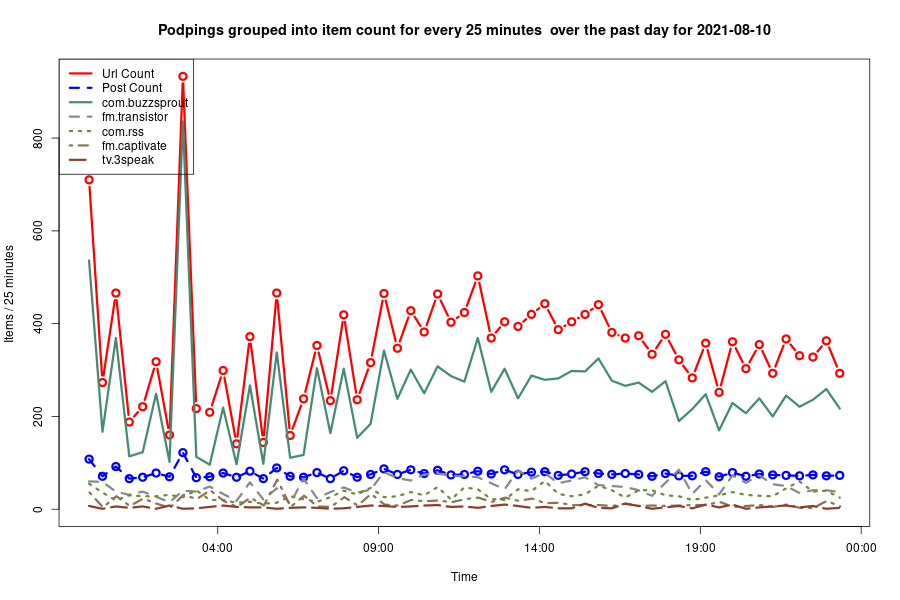 Podpings grouped into item count for every 25 minutes  over the past day for 2021-08-10
Url Count
Post Count
com.buzzsprout
fm.transistor
com.rss
fm.captivate
tv.3speak
800
600
400
200
0
Items / 25 minutes
04:00 09:00 14:00 19:00 00:00
Time